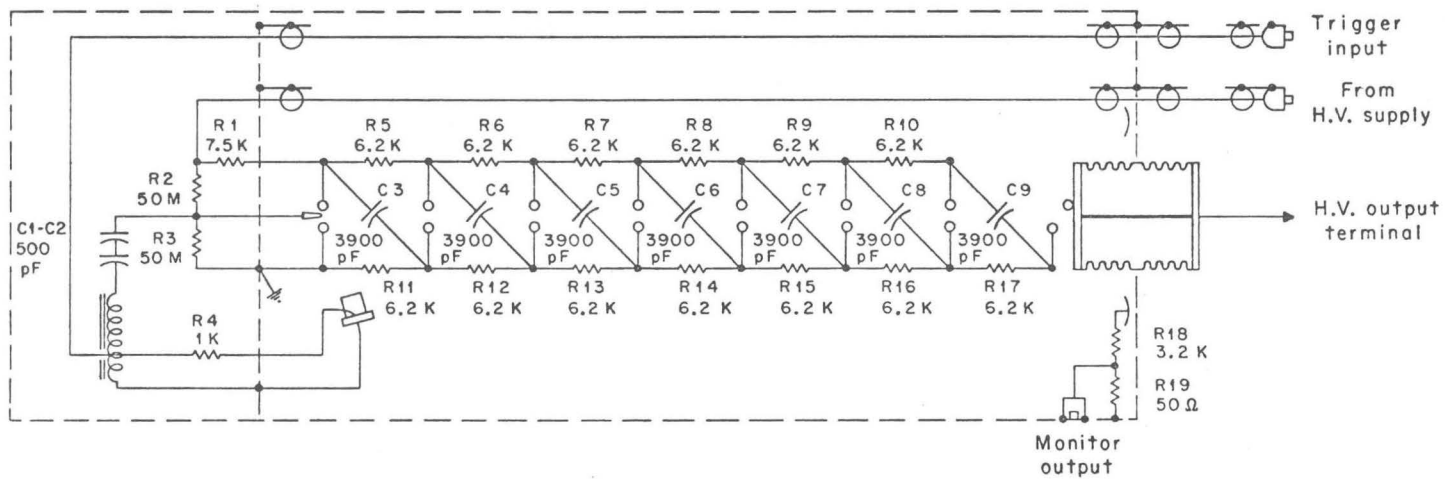 Trigger
input
From
H.V. supply
R1
7.5 K
R5
6.2 K
R6
6.2 K
R7
6.2 K
R8
6.2 K
R9
6.2 K
R10
6.2 K
R2
50 M
C1-C2
500
pF
R3
50 M
C3
C4
C5
C6
C7
C8
C9
3900
pF
3900
pF
3900
pF
3900
pF
3900
pF
3900
pF
3900
pF
H.V. output
terminal
R11
6.2 K
R12
6.2 K
R13
6.2 K
R14
6.2 K
R15
6.2 K
R16
6.2 K
R17
6.2 K
R4
1 K
R18
3.2 K
R19
50 Ω
Monitor
output